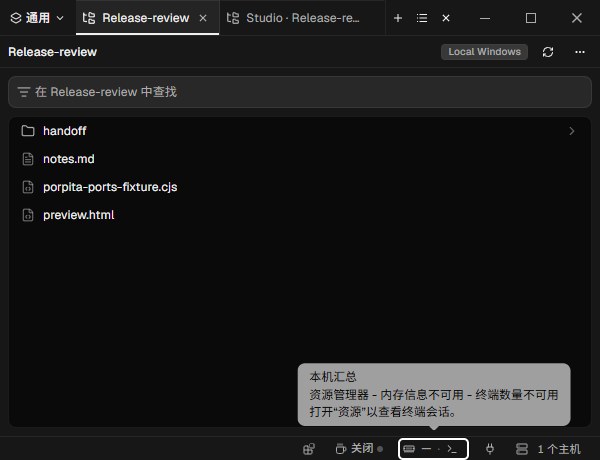 通用
Release-review
Studio · Release-re...
Release-review
Local Windows
在 Release-review 中查找
handoff
notes.md
porpita-ports-fixture.cjs
preview.html
本机汇总
资源管理器 - 内存信息不可用 - 终端数量不可用
打开“资源”以查看终端会话。
关闭
— ·
1 个主机